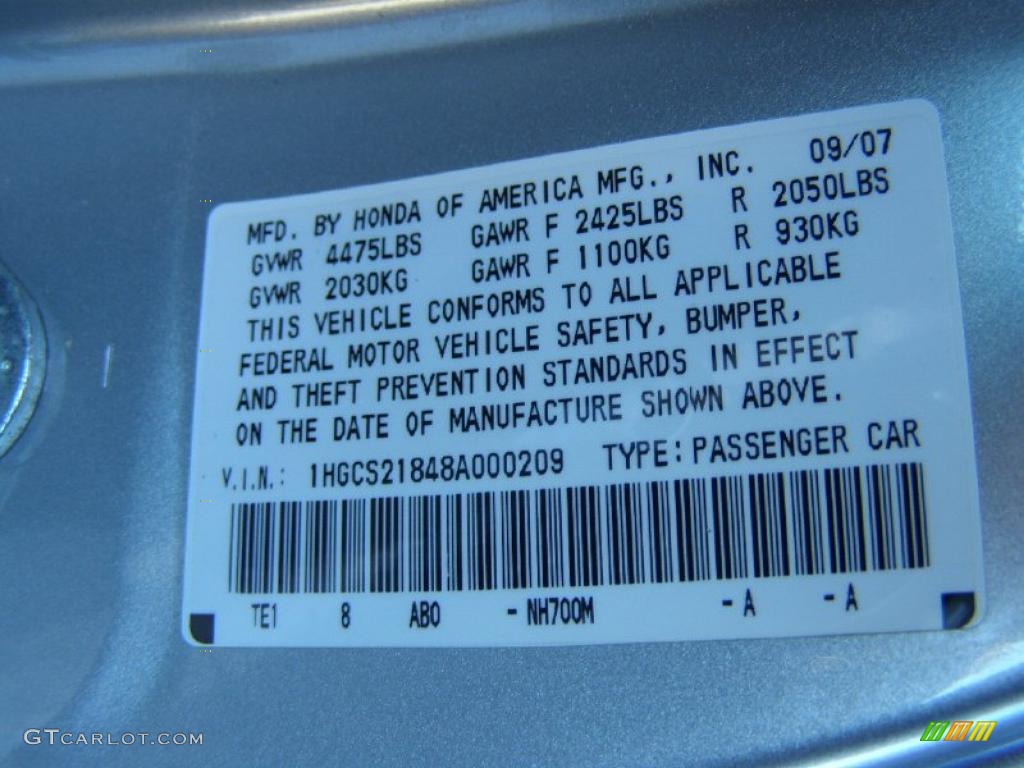 MFD. BY HONDA OF AMERICA MFG., INC. 09/07
GVWR 4475LBS GAWR F 2425LBS R 2050LBS
GVWR 2030KG GAWR F 1100KG R 930KG
THIS VEHICLE CONFORMS TO ALL APPLICABLE
FEDERAL MOTOR VEHICLE SAFETY, BUMPER,
AND THEFT PREVENTION STANDARDS IN EFFECT
ON THE DATE OF MANUFACTURE SHOWN ABOVE.
V.I.N.: 1HGCS21848A000209 TYPE: PASSENGER CAR
TE1 8 AB0 - NH700M - A - A
GTCARLOT.COM